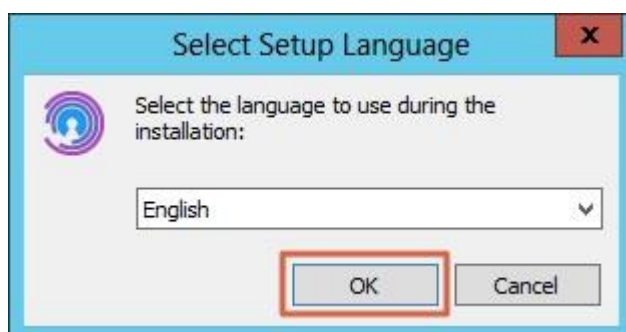 Select Setup Language
x
Select the language to use during the
installation:
English
OK
Cancel